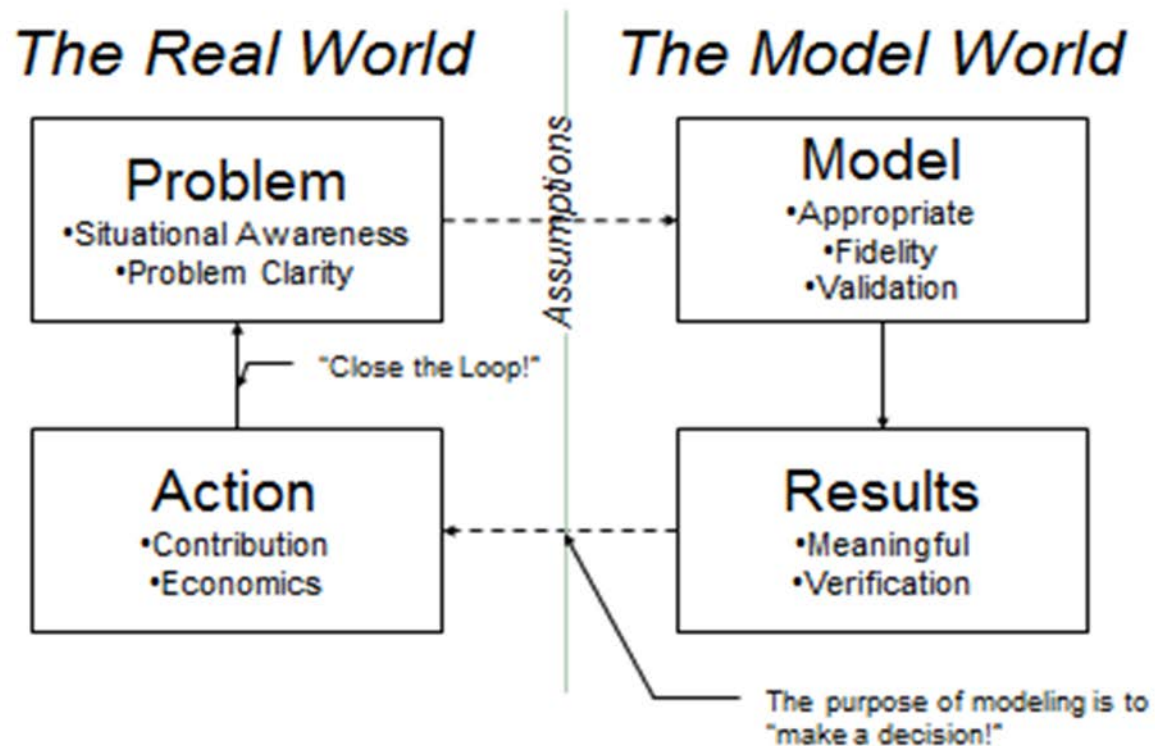 The Real World
The Model World
Problem
•Situational Awareness
•Problem Clarity
Assumptions
Model
•Appropriate
•Fidelity
•Validation
"Close the Loop!"
Action
•Contribution
•Economics
Results
•Meaningful
•Verification
The purpose of modeling is to
"make a decision!"